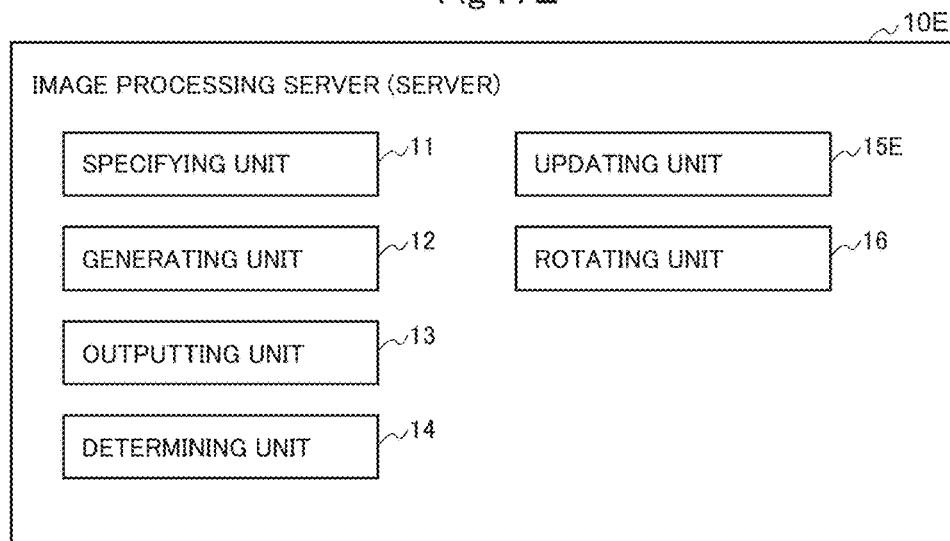 10E
IMAGE PROCESSING SERVER (SERVER)
SPECIFYING UNIT 11
GENERATING UNIT 12
OUTPUTTING UNIT 13
DETERMINING UNIT 14
UPDATING UNIT 15E
ROTATING UNIT 16